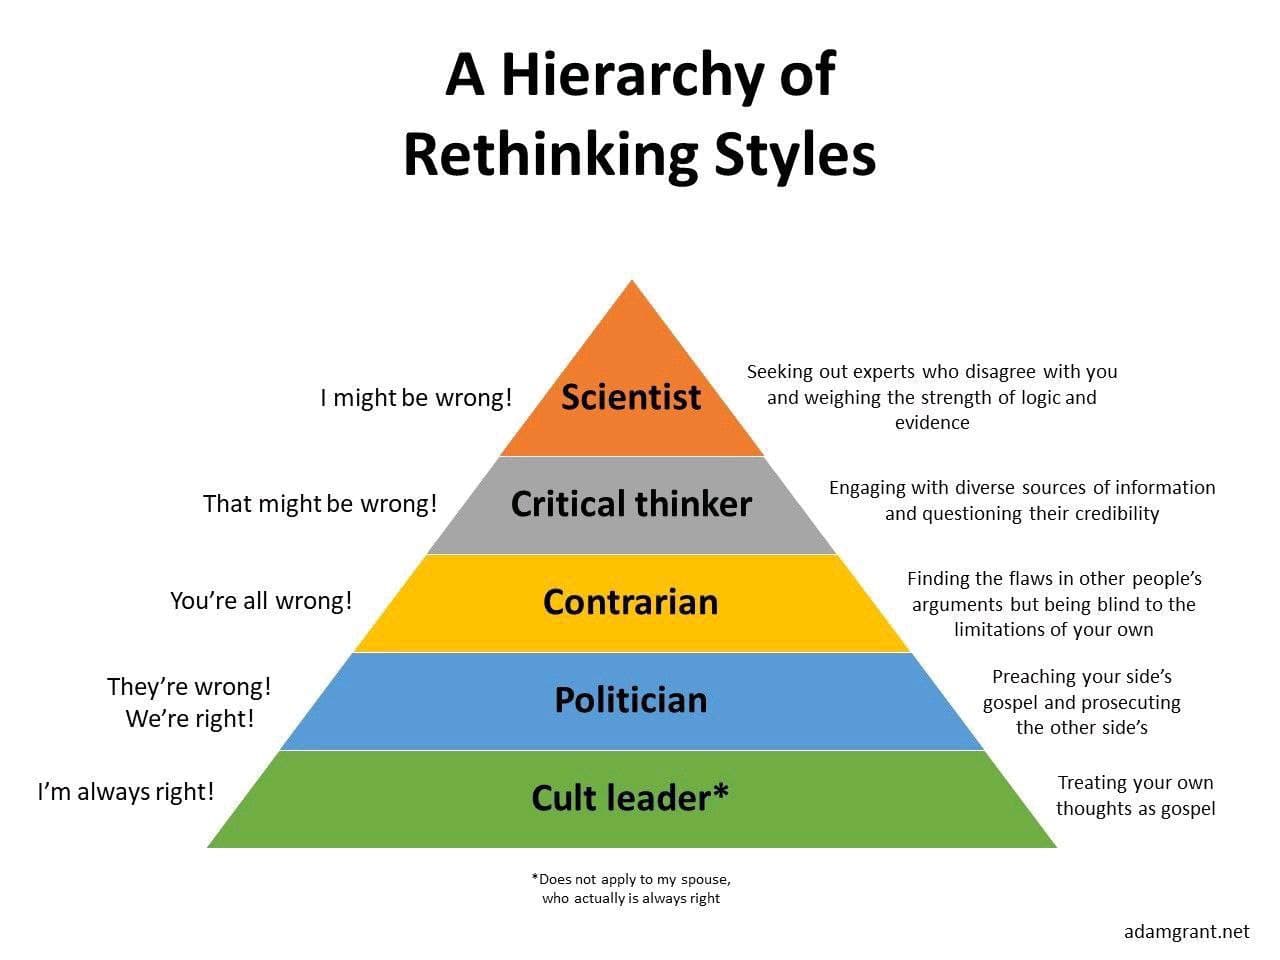 A Hierarchy of
Rethinking Styles
I might be wrong!
Scientist
Seeking out experts who disagree with you
and weighing the strength of logic and
evidence
That might be wrong!
Critical thinker
Engaging with diverse sources of information
and questioning their credibility
You’re all wrong!
Contrarian
Finding the flaws in other people’s
arguments but being blind to the
limitations of your own
They’re wrong!
We’re right!
Politician
Preaching your side’s
gospel and prosecuting
the other side’s
I’m always right!
Cult leader*
Treating your own
thoughts as gospel
*Does not apply to my spouse,
who actually is always right
adamgrant.net